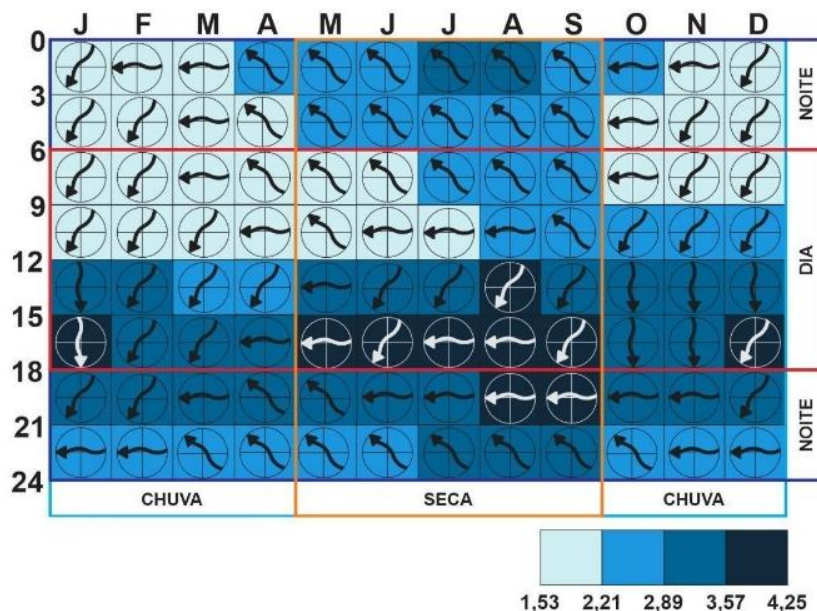 J F M A M J J A S O N D
0
3
6
9
12
15
18
21
24
NOITE
DIA
NOITE
CHUVA SECA CHUVA
1,53 2,21 2,89 3,57 4,25